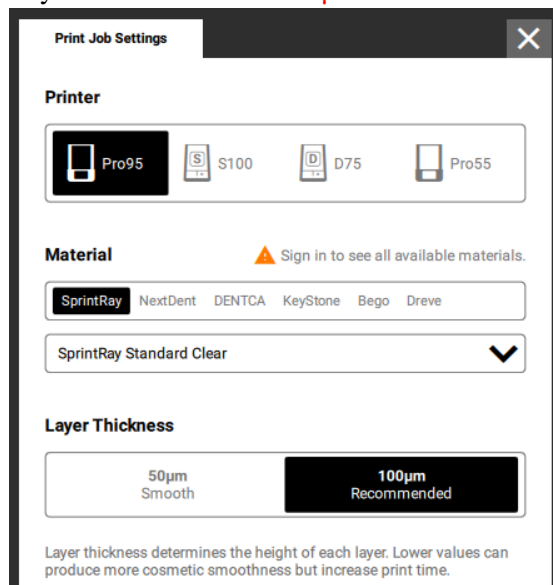 Print Job Settings
Printer
Pro95 S S100 D D75 Pro55
Material Sign in to see all available materials.
SprintRay NextDent DENTCA KeyStone Bego Dreve
SprintRay Standard Clear
Layer Thickness
50µm 100µm
Smooth Recommended
Layer thickness determines the height of each layer. Lower values can
produce more cosmetic smoothness but increase print time.